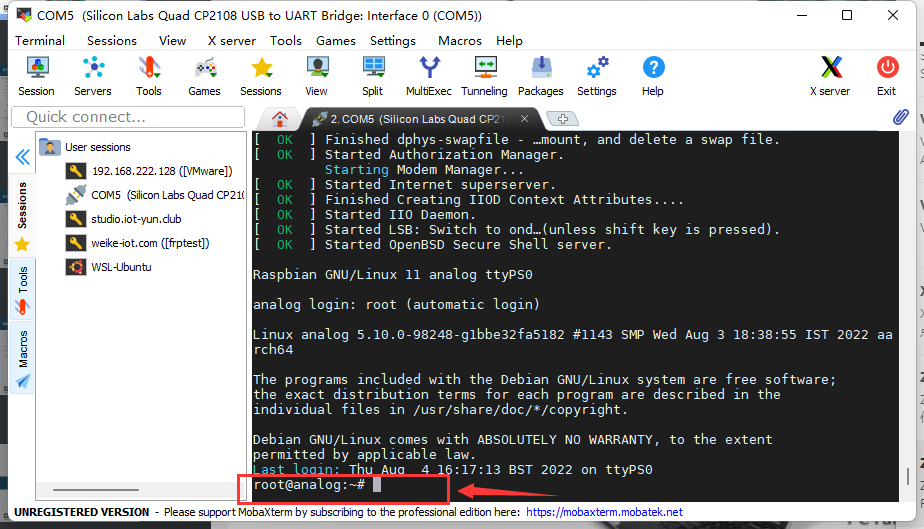 COM5 (Silicon Labs Quad CP2108 USB to UART Bridge: Interface 0 (COM5))
Terminal Sessions View X server Tools Games Settings Macros Help
Session Servers Tools Games Sessions View Split MultiExec Tunneling Packages Settings Help X server Exit
Quick connect...
2. COM5 (Silicon Labs Quad CP21
Sessions
Tools
Macros
User sessions
192.168.222.128 ([VMware])
COM5 (Silicon Labs Quad CP210
studio.iot-yun.club
weike-iot.com ([frptest])
WSL-Ubuntu
[ OK ] Finished dphys-swapfile - …mount, and delete a swap file.
[ OK ] Started Authorization Manager.
Starting Modem Manager...
[ OK ] Started Internet superserver.
[ OK ] Finished Creating IIOD Context Attributes....
[ OK ] Started IIO Daemon.
[ OK ] Started LSB: Switch to ond…(unless shift key is pressed).
[ OK ] Started OpenBSD Secure Shell server.
Raspbian GNU/Linux 11 analog ttyPS0
analog login: root (automatic login)
Linux analog 5.10.0-98248-g1bbe32fa5182 #1143 SMP Wed Aug 3 18:38:55 IST 2022 aa
rch64
The programs included with the Debian GNU/Linux system are free software;
the exact distribution terms for each program are described in the
individual files in /usr/share/doc/*/copyright.
Debian GNU/Linux comes with ABSOLUTELY NO WARRANTY, to the extent
permitted by applicable law.
Last login: Thu Aug  4 16:17:13 BST 2022 on ttyPS0
root@analog:~#
UNREGISTERED VERSION - Please support MobaXterm by subscribing to the professional edition here: https://mobaxterm.mobatek.net